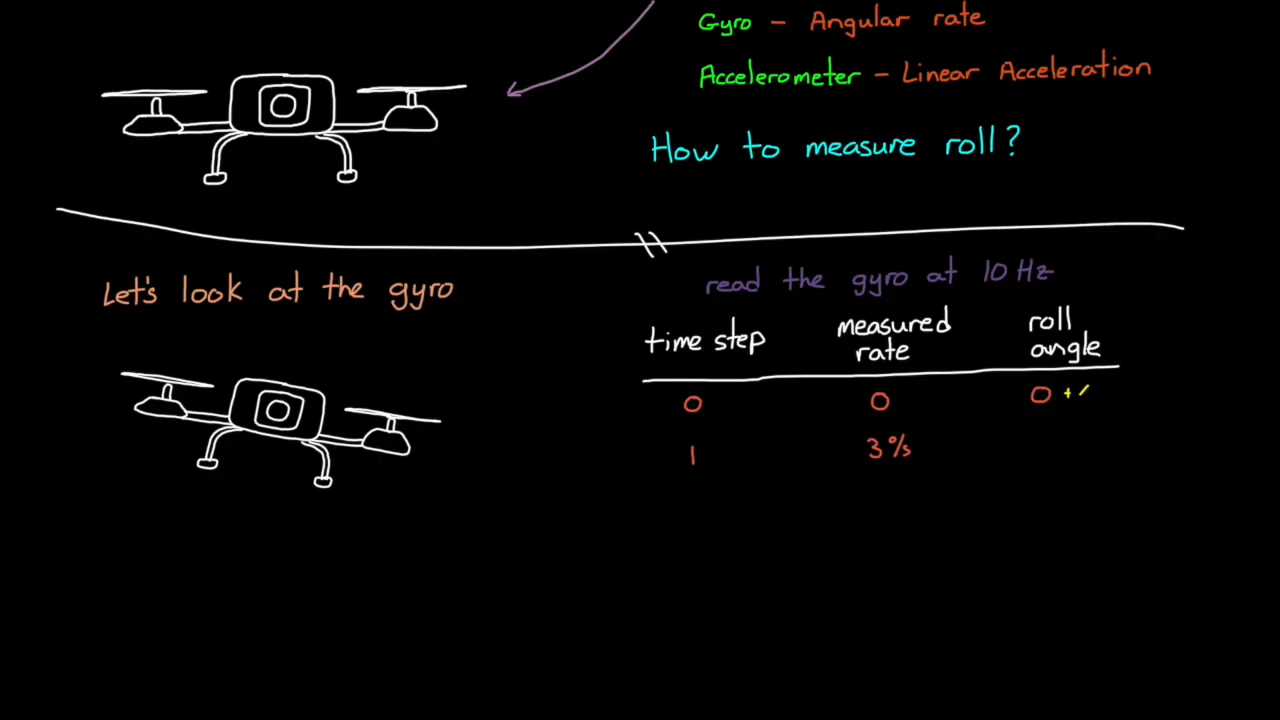 Gyro - Angular rate
Accelerometer - Linear Acceleration
How to measure roll?
Let's look at the gyro
read the gyro at 10 Hz
time step measured rate roll angle
0 0 0 +
1 3°/s